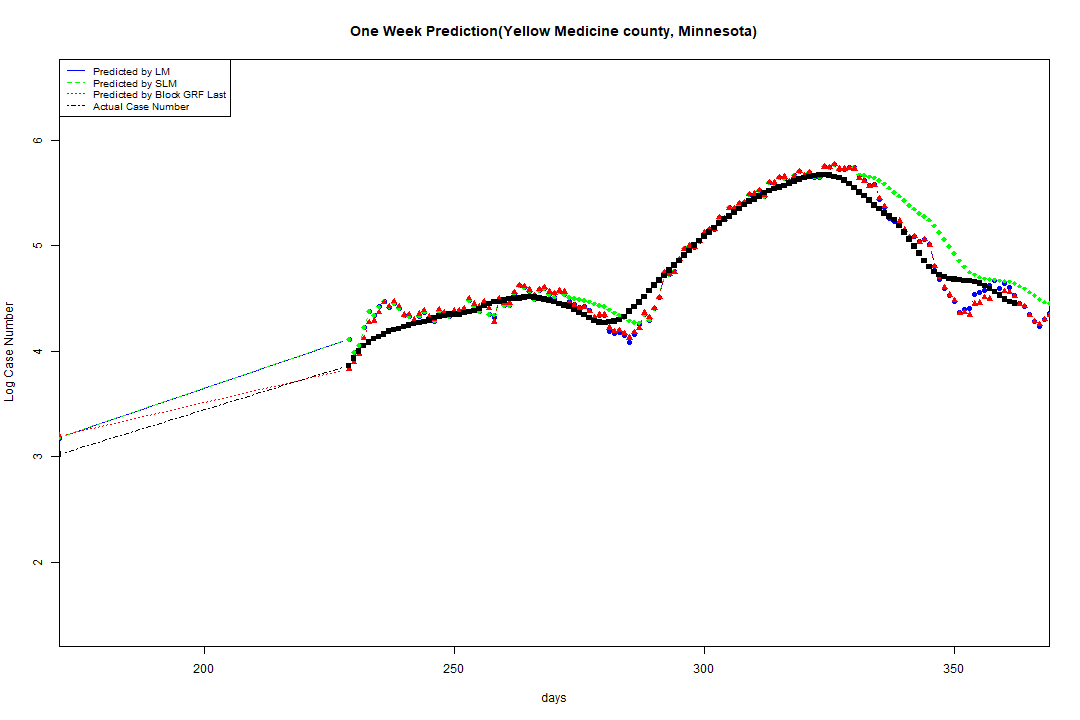 One Week Prediction(Yellow Medicine county, Minnesota)
Predicted by LM
Predicted by SLM
Predicted by Block GRF Last
Actual Case Number
6
5
4
3
2
Log Case Number
200 250 300 350
days